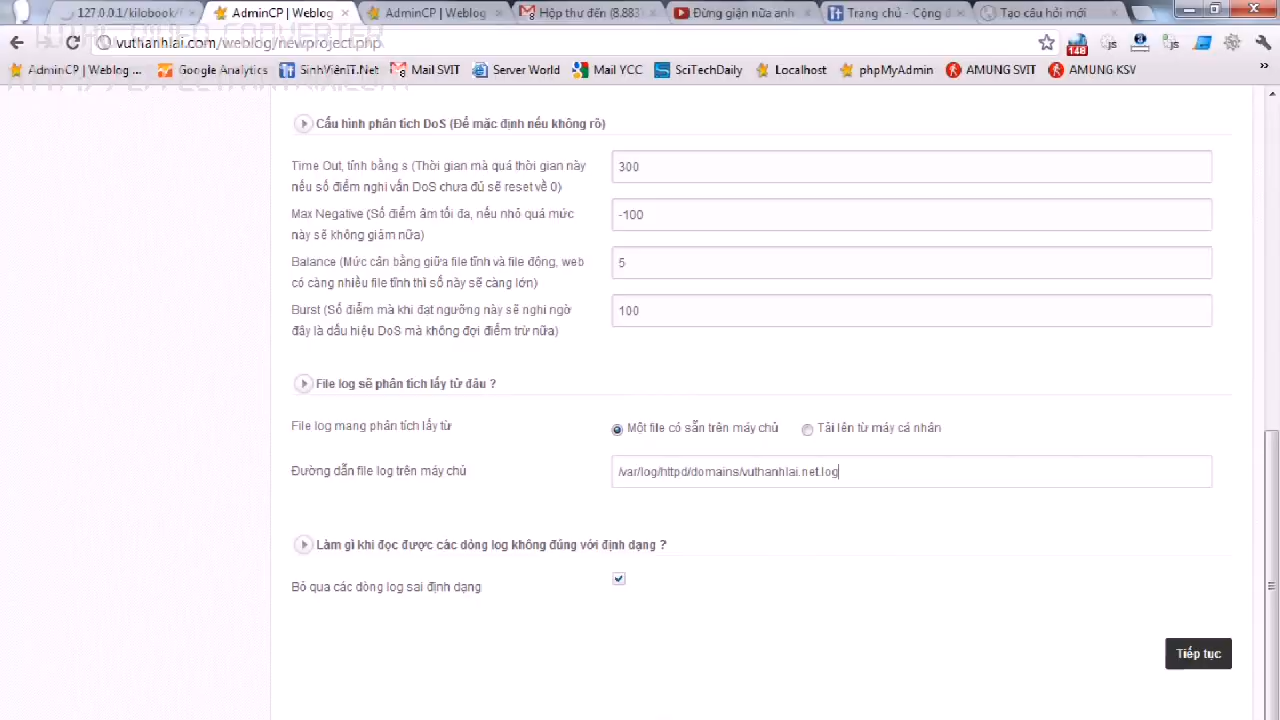 127.0.0.1/kilobook/f
AdminCP | Weblog
AdminCP | Weblog
Hộp thư đến (8.883
Đừng giận nữa anh
Trang chủ - Cộng đ
Tạo câu hỏi mới
vuthanhlai.com/weblog/newproject.php
148
AdminCP | Weblog ...
Google Analytics
SinhVienIT.Net
Mail SVIT
Server World
Mail YCC
SciTechDaily
Localhost
phpMyAdmin
AMUNG SVIT
AMUNG KSV
Cấu hình phân tích DoS (Để mặc định nếu không rõ)
Time Out, tính bằng s (Thời gian mà quá thời gian này
nếu số điểm nghi vấn DoS chưa đủ sẽ reset về 0)
300
Max Negative (Số điểm âm tối đa, nếu nhỏ quá mức
này sẽ không giảm nữa)
-100
Balance (Mức cân bằng giữa file tĩnh và file động, web
có càng nhiều file tĩnh thì số này sẽ càng lớn)
5
Burst (Số điểm mà khi đạt ngưỡng này sẽ nghi ngờ
đây là dấu hiệu DoS mà không đợi điểm trừ nữa)
100
File log sẽ phân tích lấy từ đâu ?
File log mang phân tích lấy từ
Một file có sẵn trên máy chủ
Tải lên từ máy cá nhân
Đường dẫn file log trên máy chủ
/var/log/httpd/domains/vuthanhlai.net.log
Làm gì khi đọc được các dòng log không đúng với định dạng ?
Bỏ qua các dòng log sai định dạng
Tiếp tục